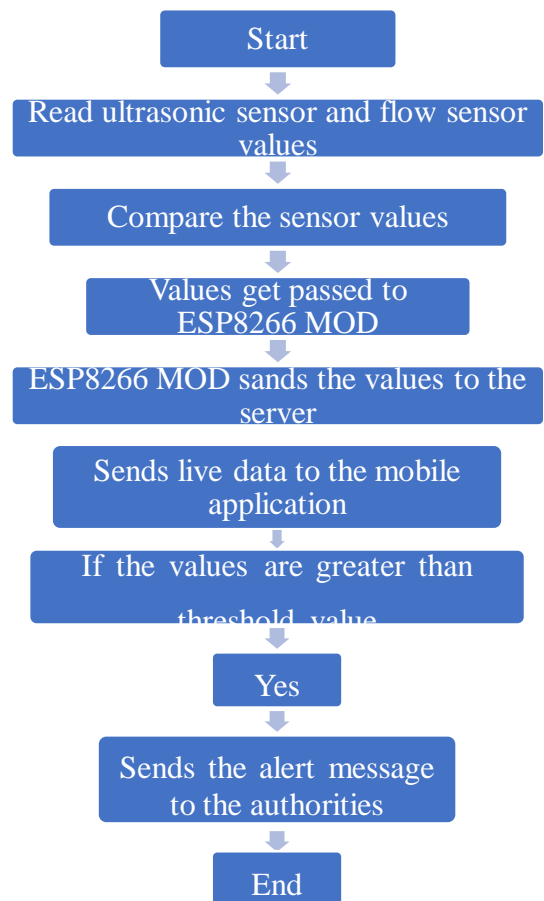 Start
Read ultrasonic sensor and flow sensor
values
Compare the sensor values
Values get passed to
ESP8266 MOD
ESP8266 MOD sands the values to the
server
Sends live data to the mobile
application
If the values are greater than
threshold value
Yes
Sends the alert message
to the authorities
End